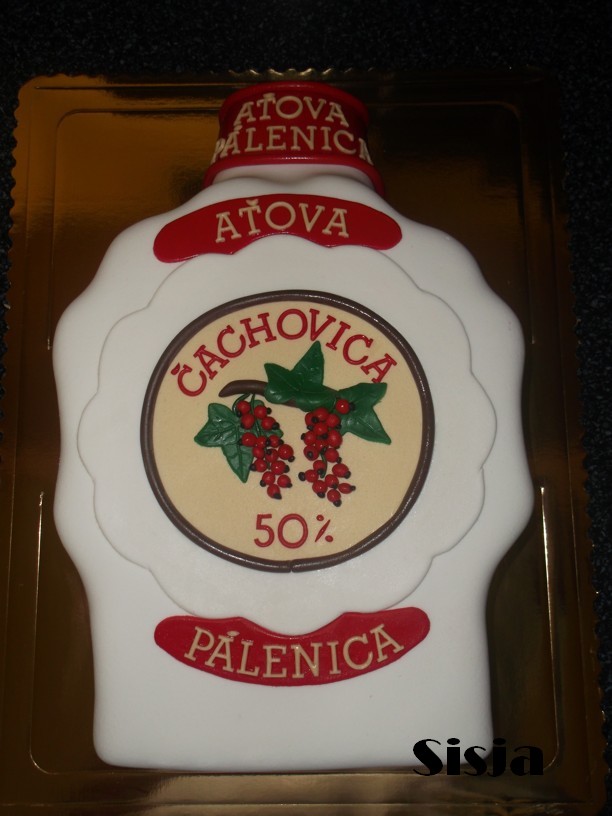 AŤOVA
PÁLENICA
AŤOVA
ČACHOVICA
50%
PÁLENICA
Sisja